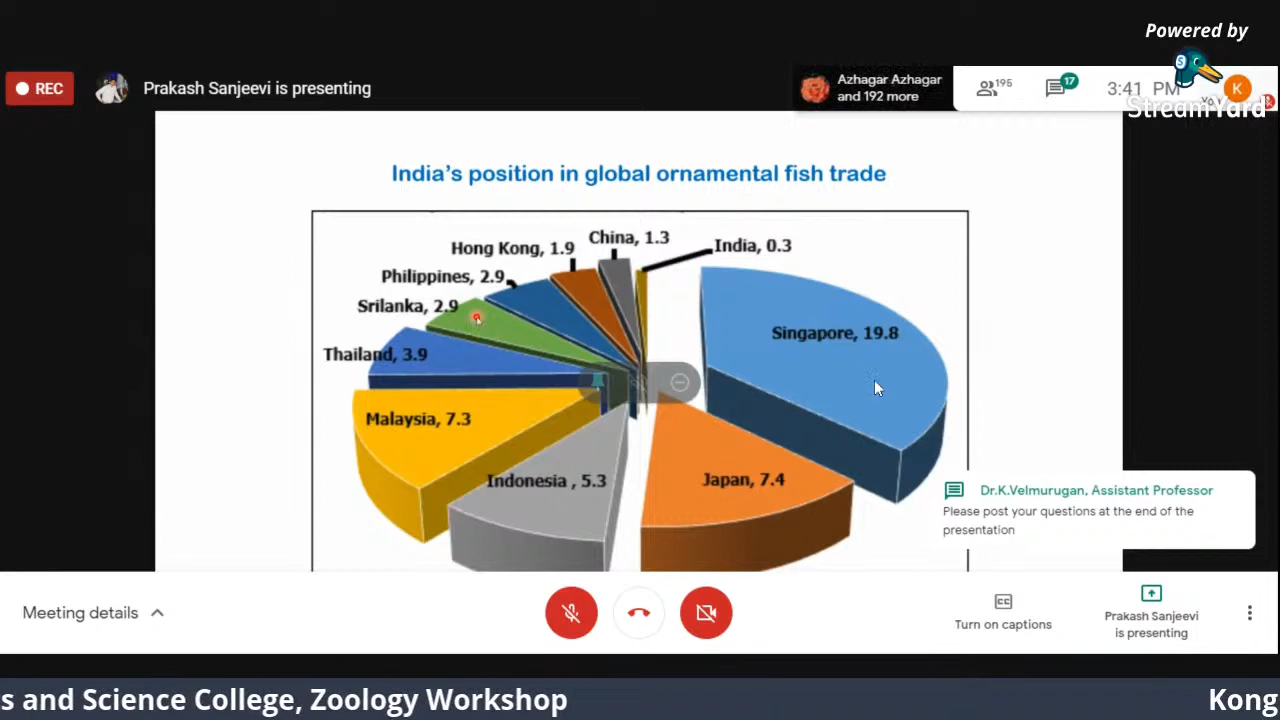 Powered by
REC
Prakash Sanjeevi is presenting
Azhagar Azhagar
and 192 more
195
17
3:41 PM
You
K
StreamYard
India's position in global ornamental fish trade
China, 1.3
Hong Kong, 1.9
India, 0.3
Philippines, 2.9
Srilanka, 2.9
Singapore, 19.8
Thailand, 3.9
Malaysia, 7.3
Indonesia , 5.3
Japan, 7.4
Dr.K.Velmurugan, Assistant Professor
Please post your questions at the end of the
presentation
Meeting details
CC
Turn on captions
Prakash Sanjeevi
is presenting
s and Science College, Zoology Workshop
Kong